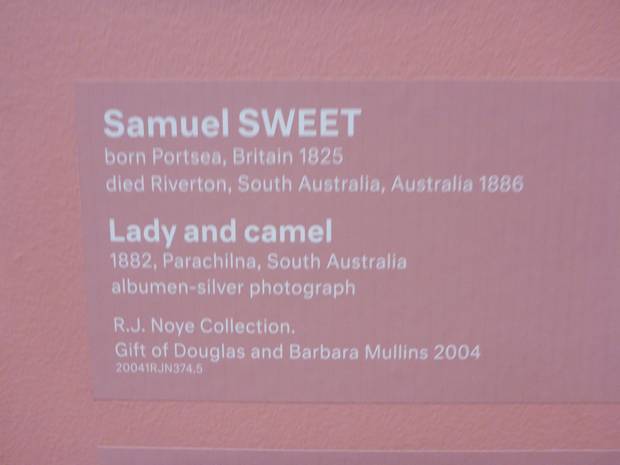 Samuel SWEET
born Portsea, Britain 1825
died Riverton, South Australia, Australia 1886
Lady and camel
1882, Parachilna, South Australia
albumen-silver photograph
R.J. Noye Collection.
Gift of Douglas and Barbara Mullins 2004
20041RJN374.5